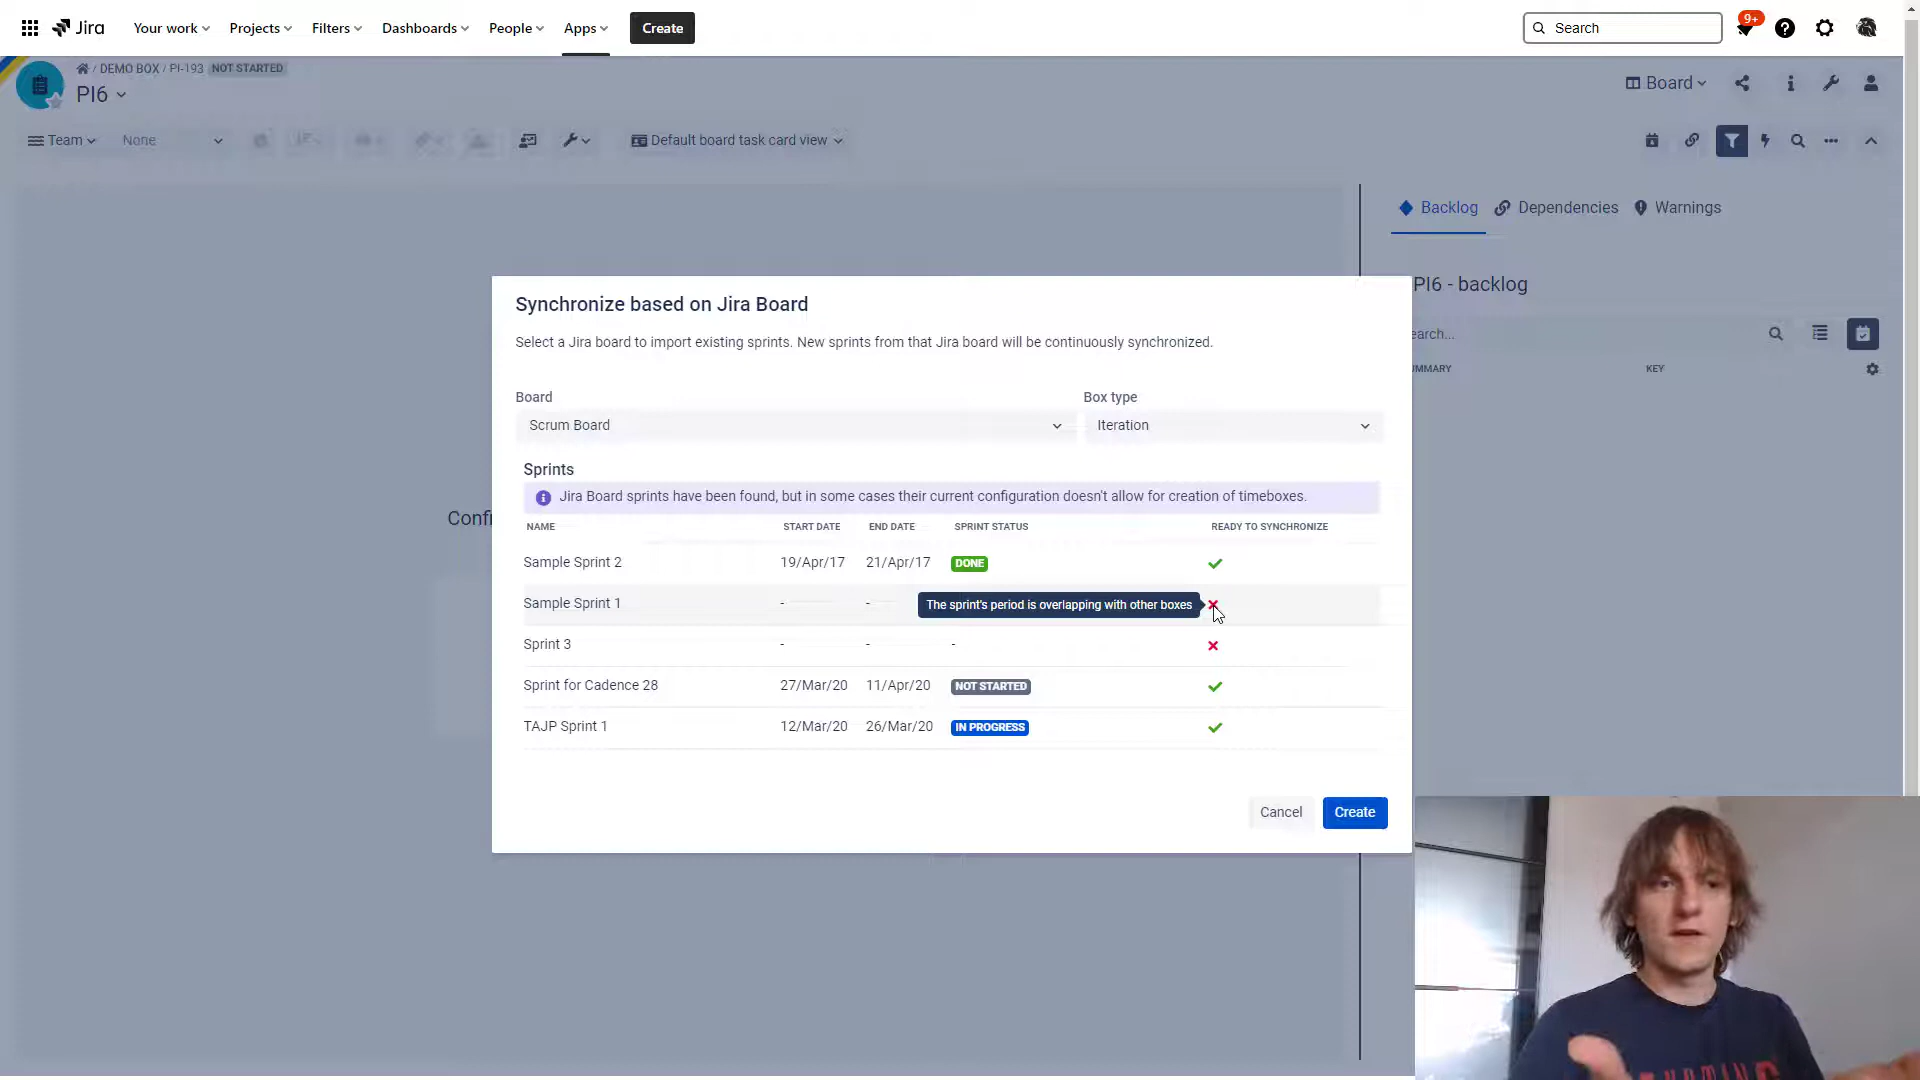 Jira Your work Projects Filters Dashboards People Apps Create Search 9+
/ DEMO BOX / PI-193 NOT STARTED
PI6 Board
Team None Default board task card view
Backlog Dependencies Warnings
PI6 - backlog
earch...
UMMARY KEY
Confi
Synchronize based on Jira Board
Select a Jira board to import existing sprints. New sprints from that Jira board will be continuously synchronized.
Board Box type
Scrum Board Iteration
Sprints
Jira Board sprints have been found, but in some cases their current configuration doesn't allow for creation of timeboxes.
NAME START DATE END DATE SPRINT STATUS READY TO SYNCHRONIZE
Sample Sprint 2 19/Apr/17 21/Apr/17 DONE
Sample Sprint 1 - - The sprint's period is overlapping with other boxes
Sprint 3 - - -
Sprint for Cadence 28 27/Mar/20 11/Apr/20 NOT STARTED
TAJP Sprint 1 12/Mar/20 26/Mar/20 IN PROGRESS
Cancel Create